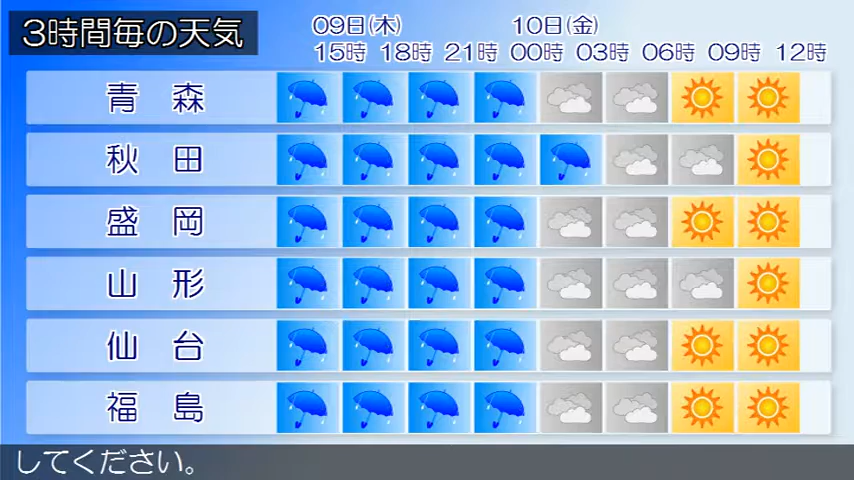 3時間毎の天気
09日(木) 10日(金)
15時 18時 21時 00時 03時 06時 09時 12時
青森
秋田
盛岡
山形
仙台
福島
してください。